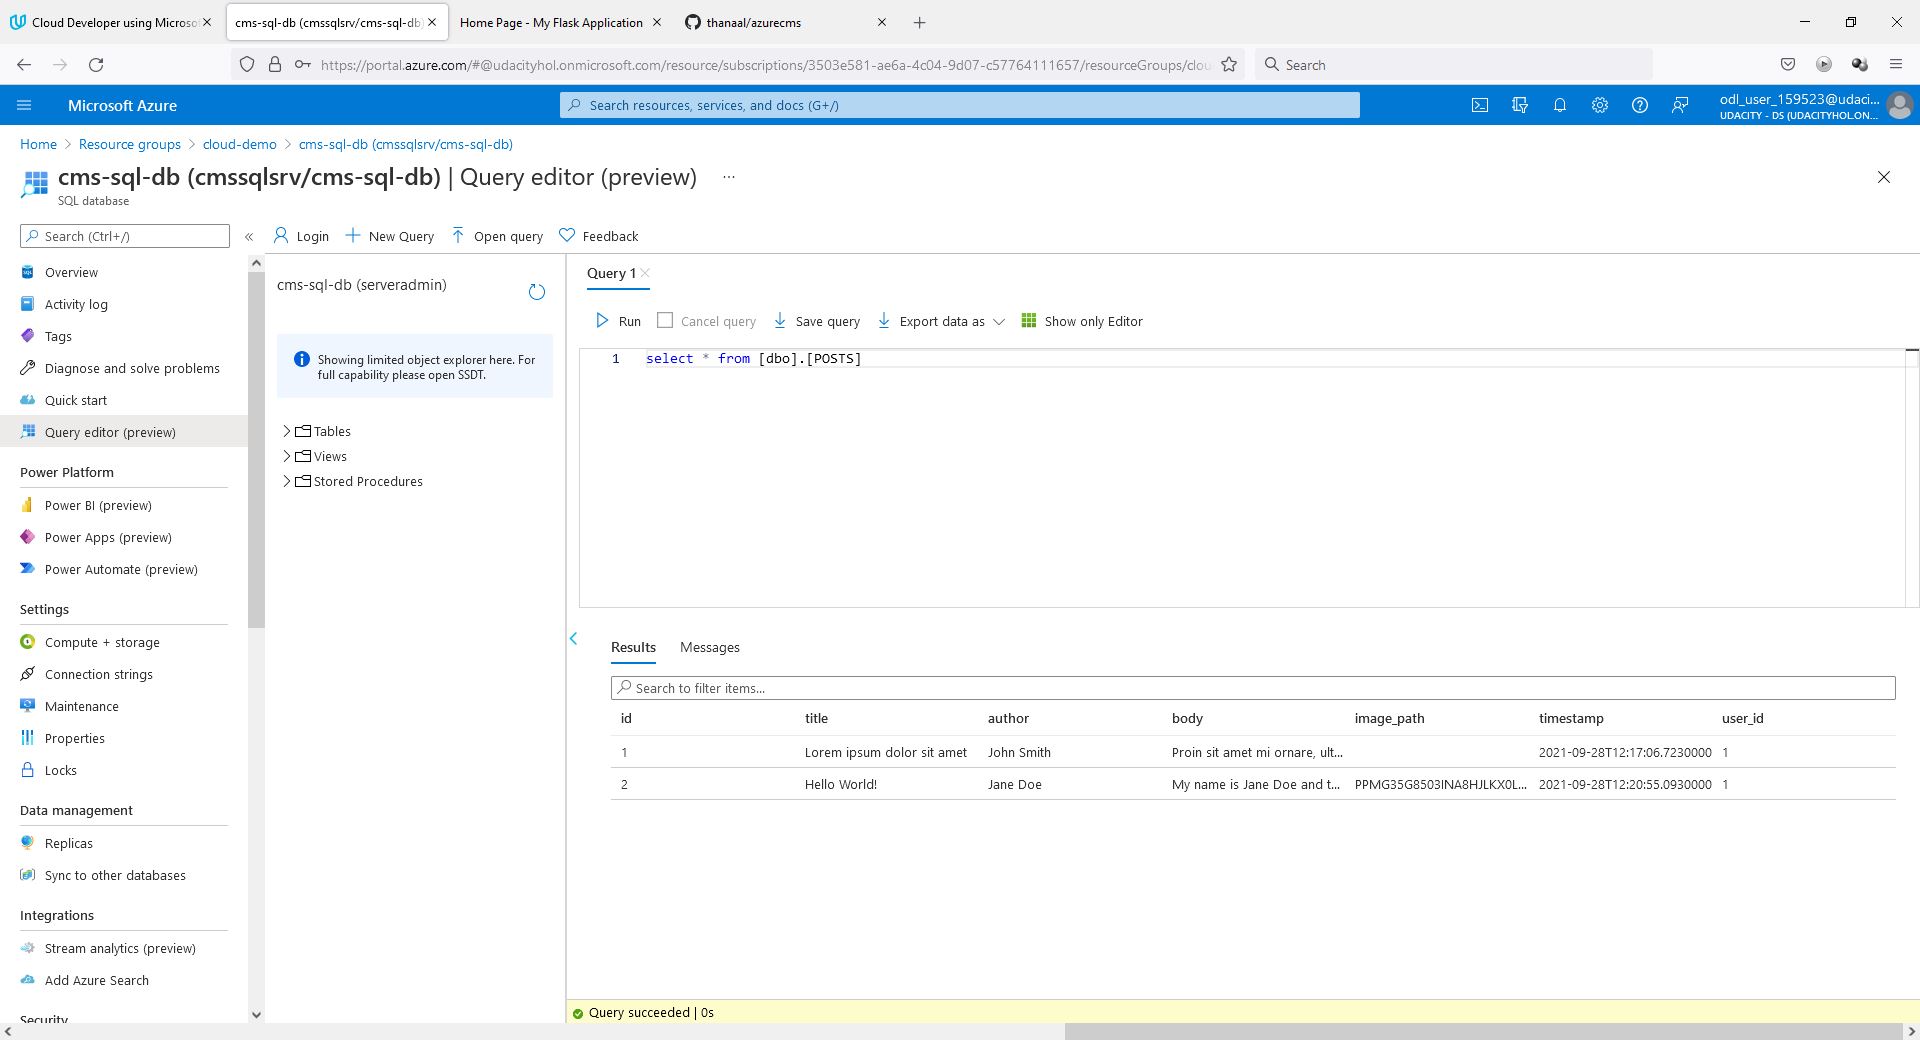 Cloud Developer using Microso
cms-sql-db (cmssqlsrv/cms-sql-db)
Home Page - My Flask Application
thanaal/azurecms
https://portal.azure.com/#@udacityhol.onmicrosoft.com/resource/subscriptions/3503e581-ae6a-4c04-9d07-c57764111657/resourceGroups/clou
Search
Microsoft Azure
Search resources, services, and docs (G+/)
odl_user_159523@udaci...
UDACITY - DS (UDACITYHOL.ON...
Home > Resource groups > cloud-demo > cms-sql-db (cmssqlsrv/cms-sql-db)
cms-sql-db (cmssqlsrv/cms-sql-db) | Query editor (preview) ...
SQL database
Search (Ctrl+/)
«
Login
New Query
Open query
Feedback
Overview
Activity log
Tags
Diagnose and solve problems
Quick start
Query editor (preview)
Power Platform
Power BI (preview)
Power Apps (preview)
Power Automate (preview)
Settings
Compute + storage
Connection strings
Maintenance
Properties
Locks
Data management
Replicas
Sync to other databases
Integrations
Stream analytics (preview)
Add Azure Search
Security
cms-sql-db (serveradmin)
Showing limited object explorer here. For
full capability please open SSDT.
Tables
Views
Stored Procedures
Query 1
Run
Cancel query
Save query
Export data as
Show only Editor
1 select * from [dbo].[POSTS]
Results
Messages
Search to filter items...
id title author body image_path timestamp user_id
1 Lorem ipsum dolor sit amet John Smith Proin sit amet mi ornare, ult... 2021-09-28T12:17:06.7230000 1
2 Hello World! Jane Doe My name is Jane Doe and t... PPMG35G8503INA8HJLKX0L... 2021-09-28T12:20:55.0930000 1
Query succeeded | 0s